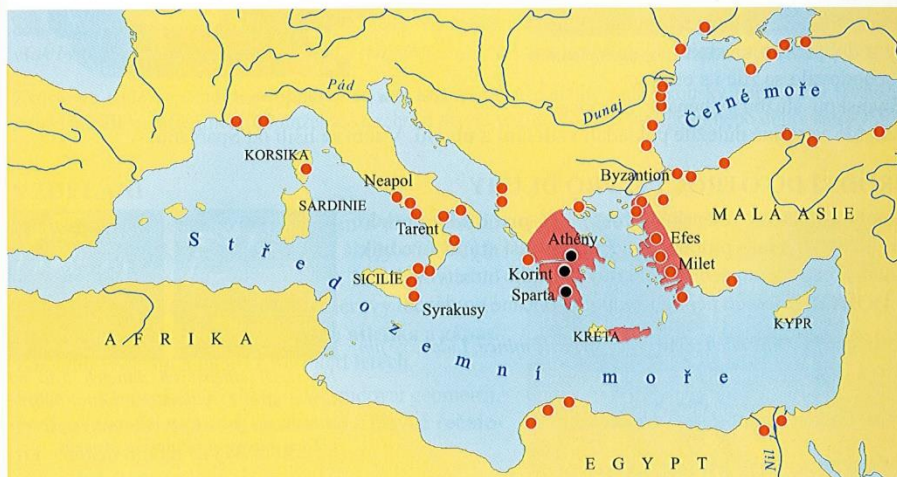 Pád
Dunaj
Černé moře
KORSIKA
Neapol
Byzantion
SARDINIE
MALÁ ASIE
Tarent
Athény
Efes
Středozemní moře
SICÍLIE
Korint
Milet
Sparta
Syrakusy
KYPR
AFRIKA
KRÉTA
EGYPT
Nil